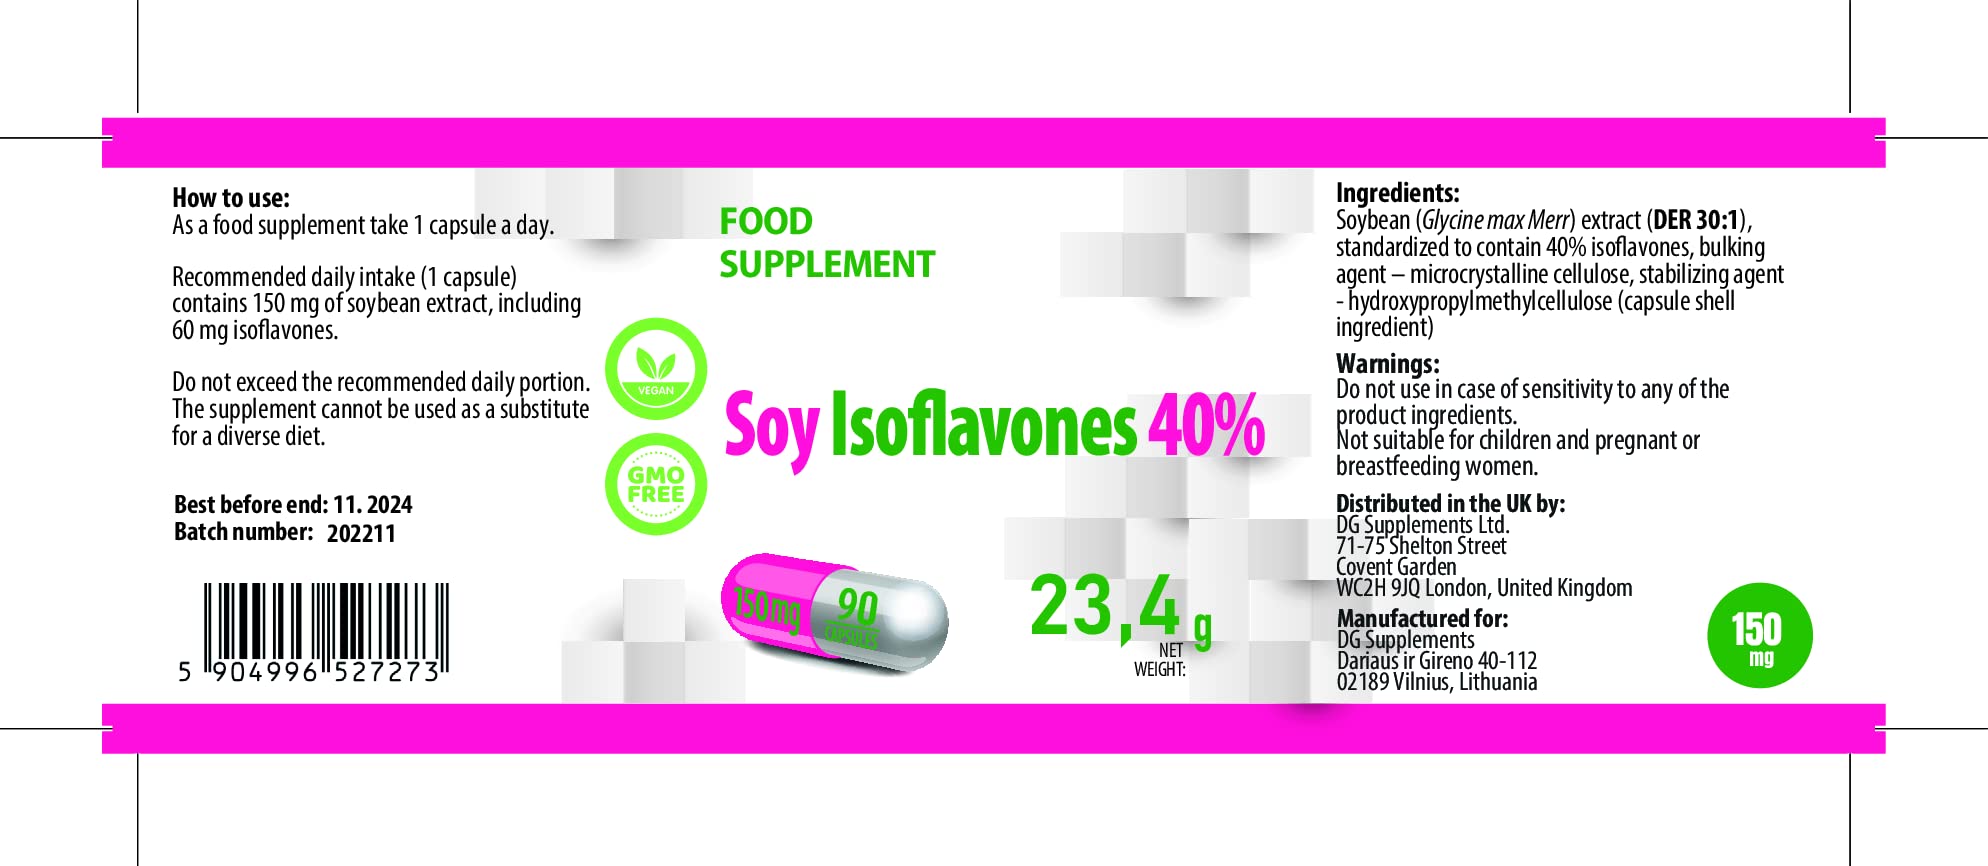 How to use:
As a food supplement take 1 capsule a day.
Recommended daily intake (1 capsule)
contains 150 mg of soybean extract, including
60 mg isoflavones.
Do not exceed the recommended daily portion.
The supplement cannot be used as a substitute
for a diverse diet.
Best before end: 11. 2024
Batch number: 202211
5 904996 527273
FOOD
SUPPLEMENT
VEGAN
GMO
FREE
Soy Isoflavones 40%
150 mg
90
CAPSULES
23,4 g
NET
WEIGHT:
Ingredients:
Soybean (Glycine max Merr) extract (DER 30:1),
standardized to contain 40% isoflavones, bulking
agent – microcrystalline cellulose, stabilizing agent
- hydroxypropylmethylcellulose (capsule shell
ingredient)
Warnings:
Do not use in case of sensitivity to any of the
product ingredients.
Not suitable for children and pregnant or
breastfeeding women.
Distributed in the UK by:
DG Supplements Ltd.
71-75 Shelton Street
Covent Garden
WC2H 9JQ London, United Kingdom
Manufactured for:
DG Supplements
Dariaus ir Gireno 40-112
02189 Vilnius, Lithuania
150
mg